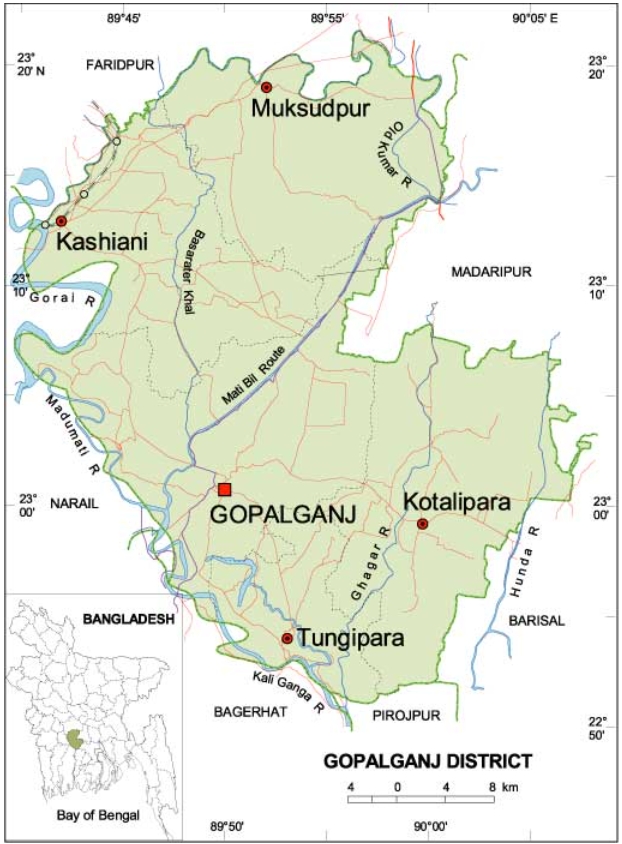 89°45
89°55
90°05 E
23°
20' N
FARIDPUR
23°
20'
Muksudpur
Old
Kumar R
Kashiani
Basarater Khal
MADARIPUR
23°
10'
Gorai R
23°
10'
Mati Bil Route
Madumati R
NARAIL
23°
00'
GOPALGANJ
Kotalipara
23°
00'
Ghagar R
Hunda R
BANGLADESH
Tungipara
BARISAL
Kali Ganga R
BAGERHAT
PIROJPUR
22°
50'
GOPALGANJ DISTRICT
4 0 4 8 km
Bay of Bengal
89°50'
90°00'